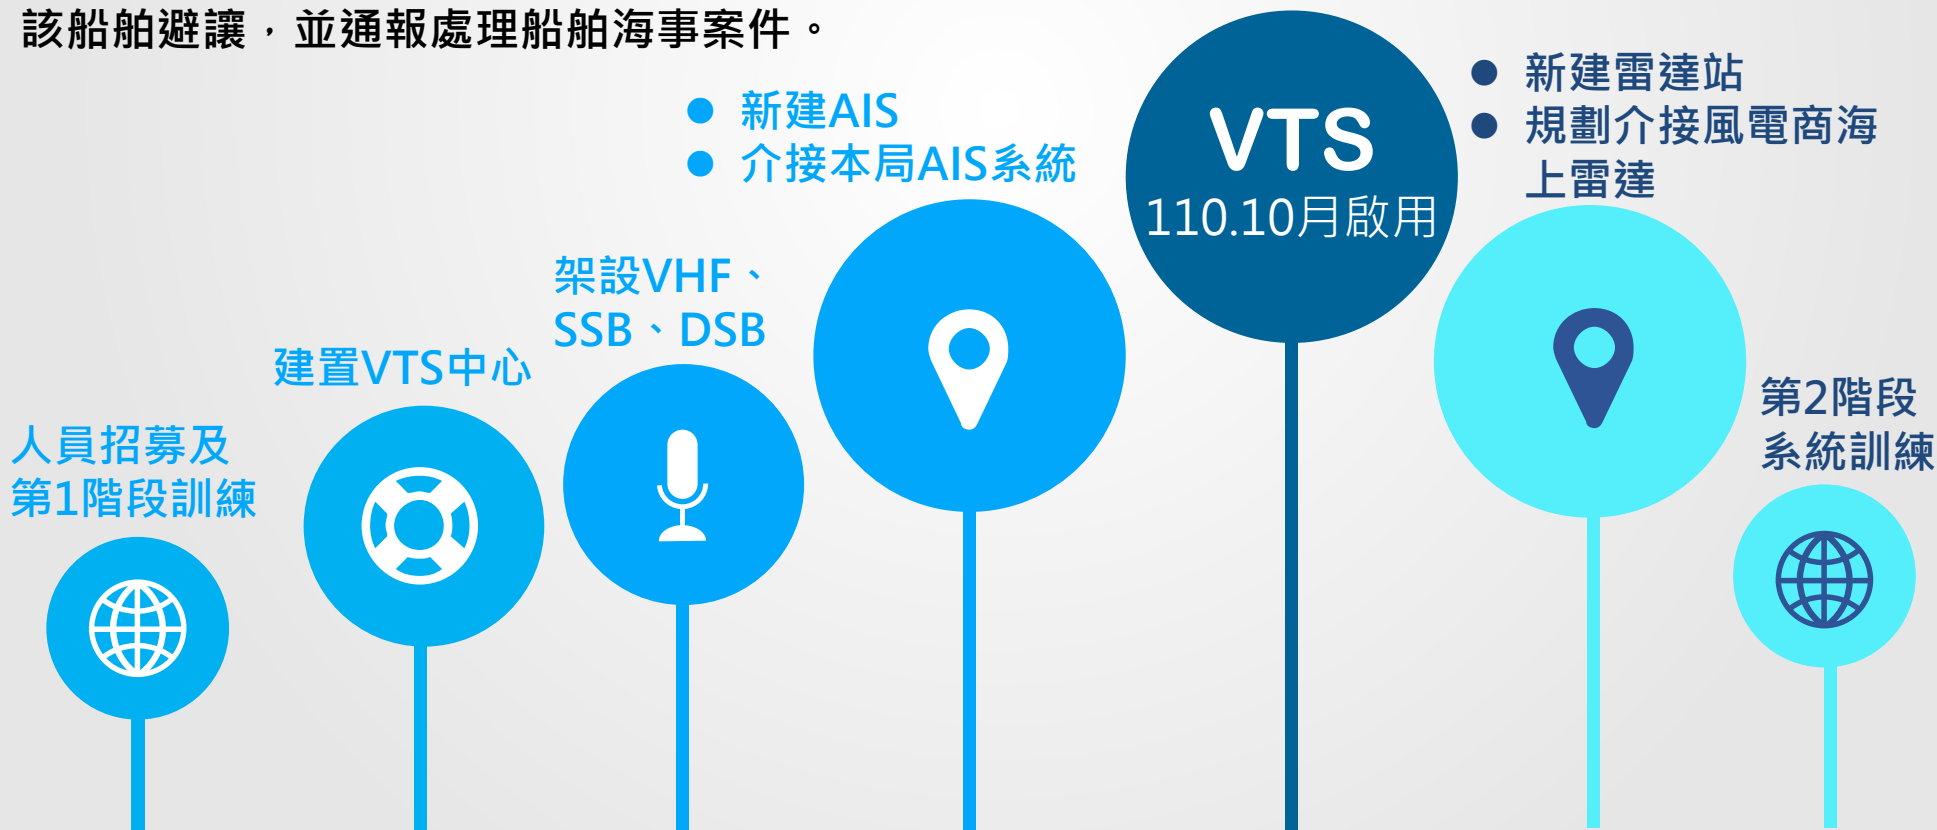 該船舶避讓，並通報處理船舶海事案件。
人員招募及
第1階段訓練
建置VTS中心
架設VHF、
SSB、DSB
● 新建AIS
● 介接本局AIS系統
VTS
110.10月啟用
● 新建雷達站
● 規劃介接風電商海
上雷達
第2階段
系統訓練